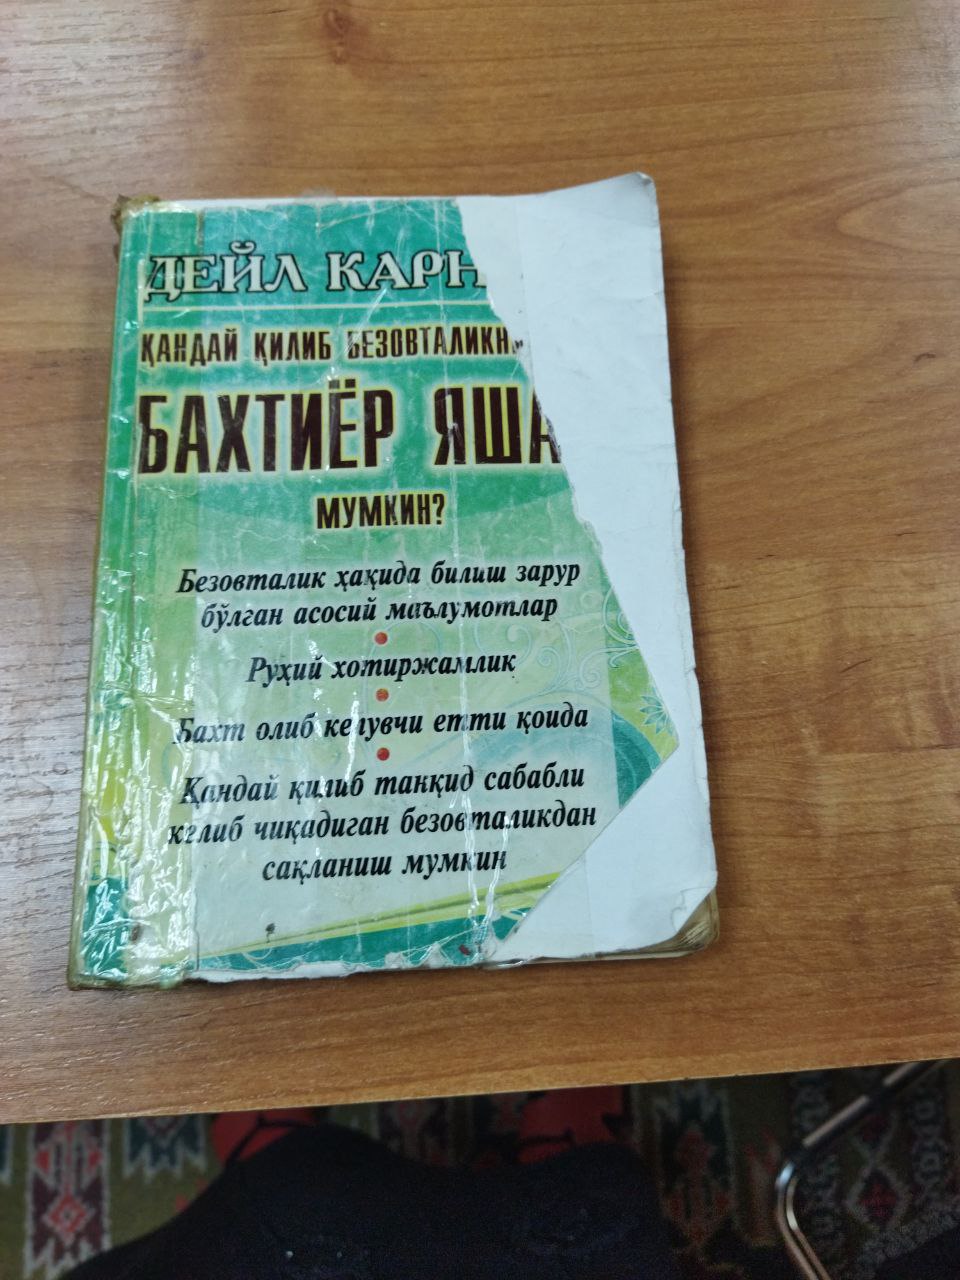 ДЕЙЛ КАРН
ҚАНДАЙ ҚИЛИБ БЕЗОВТАЛИКН
БАХТИЁР ЯША
МУМКИН?
Безовталик ҳақида билиш зарур
бўлган асосий маълумотлар
Руҳий хотиржамлик
Бахт олиб келувчи етти қоида
Қандай қилиб танқид сабабли
келиб чиқадиган безовталикдан
сақланиш мумкин